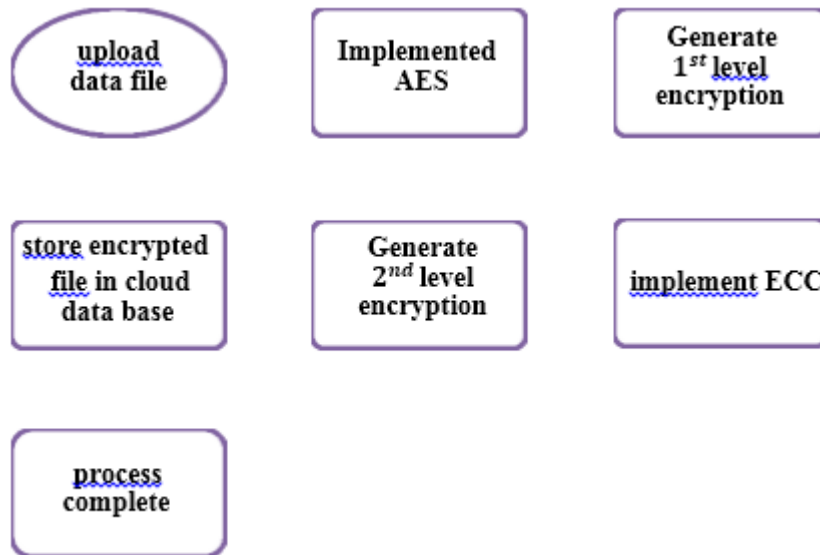 upload
data file
Implemented
AES
Generate
1st level
encryption
store encrypted
file in cloud
data base
Generate
2nd level
encryption
implement ECC
process
complete